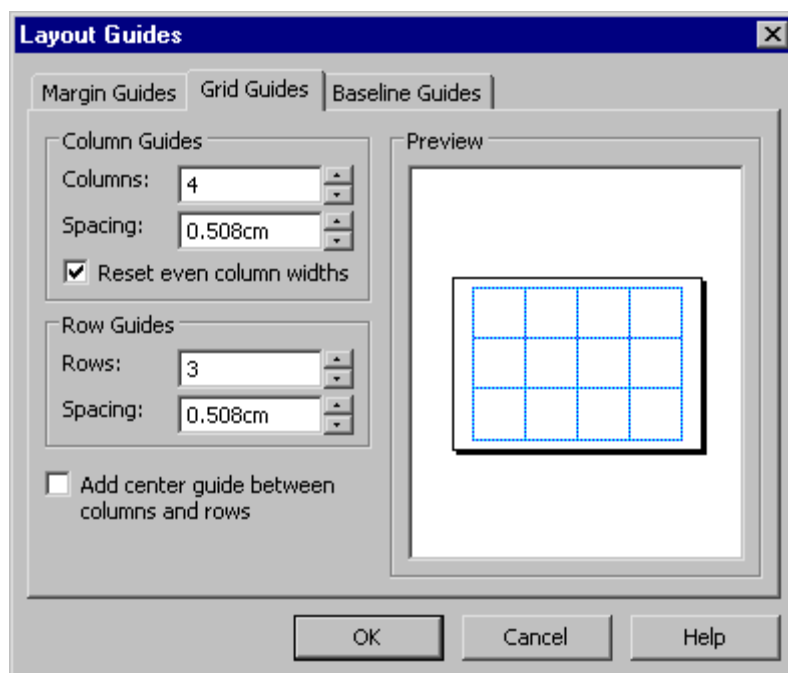 Layout Guides
Margin Guides
Grid Guides
Baseline Guides
Column Guides
Columns: 4
Spacing: 0.508cm
Reset even column widths
Row Guides
Rows: 3
Spacing: 0.508cm
Add center guide between
columns and rows
Preview
OK
Cancel
Help